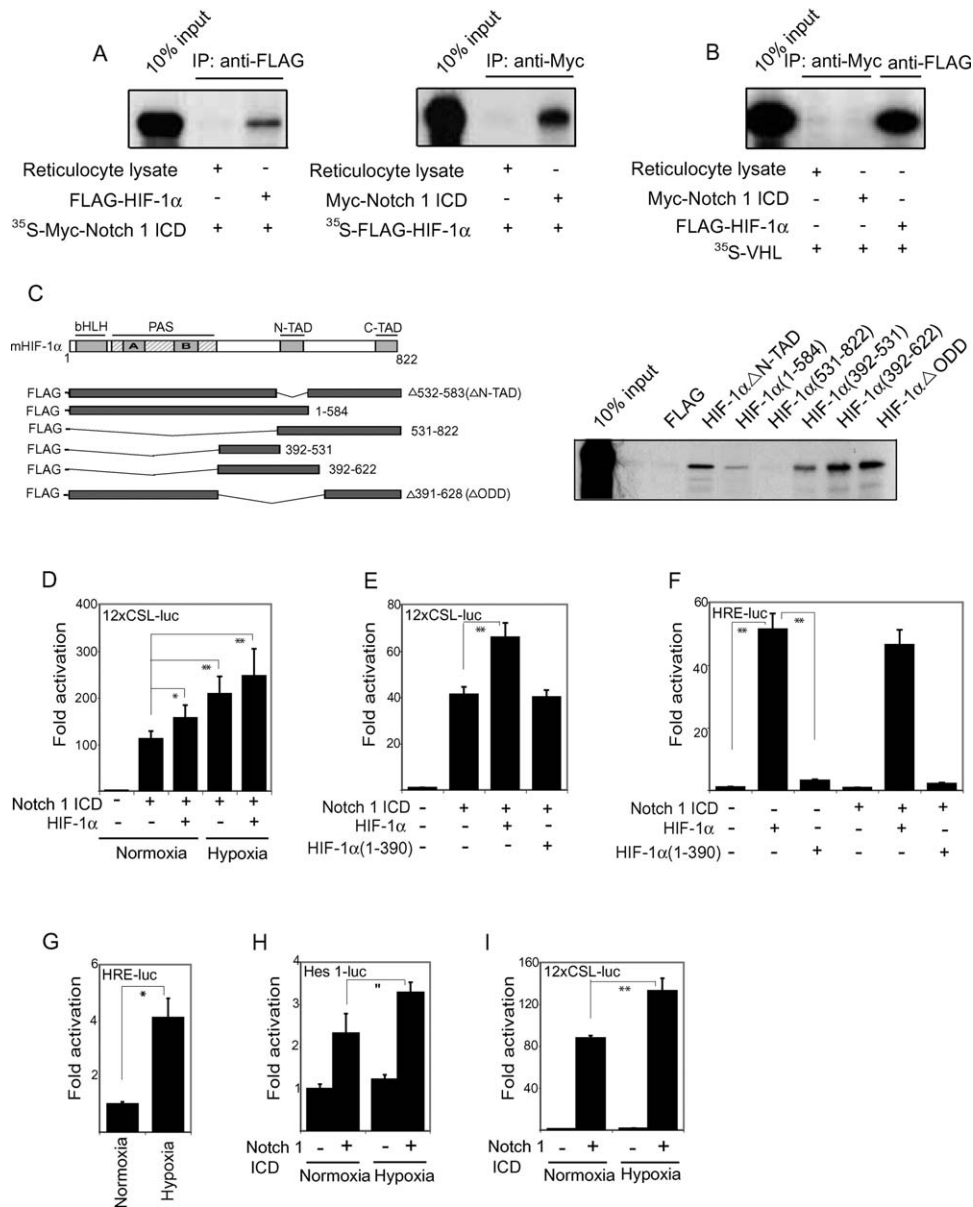 A
10% input
IP: anti-FLAG
Reticulocyte lysate + -
FLAG-HIF-1α - +
³⁵S-Myc-Notch 1 ICD + +
10% input
IP: anti-Myc
Reticulocyte lysate + -
Myc-Notch 1 ICD - +
³⁵S-FLAG-HIF-1α + +
B
10% input
IP: anti-Myc anti-FLAG
Reticulocyte lysate + - -
Myc-Notch 1 ICD - + -
FLAG-HIF-1α - - +
³⁵S-VHL + + +
C
bHLH PAS N-TAD C-TAD
mHIF-1α A B
1 822
FLAG △532-583(△N-TAD)
FLAG 1-584
FLAG 531-822
FLAG 392-531
FLAG 392-622
FLAG △391-628(△ODD)
10% input
FLAG
HIF-1α△N-TAD
HIF-1α(1-584)
HIF-1α(531-822)
HIF-1α(392-531)
HIF-1α(392-622)
HIF-1α△ODD
D
12xCSL-luc
Fold activation
400
300
200
100
**
**
*
Notch 1 ICD - + + + +
HIF-1α - - + - +
Normoxia Hypoxia
E
12xCSL-luc
Fold activation
80
60
40
20
**
Notch 1 ICD - + + +
HIF-1α - - + -
HIF-1α(1-390) - - - +
F
HRE-luc
Fold activation
60
40
20
** **
Notch 1 ICD - - - + + +
HIF-1α - + - - + -
HIF-1α(1-390) - - + - - +
G
HRE-luc
Fold activation
6
4
2
*
Normoxia
Hypoxia
H
Hes 1-luc
Fold activation
4
3
2
1
"
Notch 1 - + - +
ICD
Normoxia Hypoxia
I
12xCSL-luc
Fold activation
160
120
80
40
**
Notch 1 - + - +
ICD
Normoxia Hypoxia